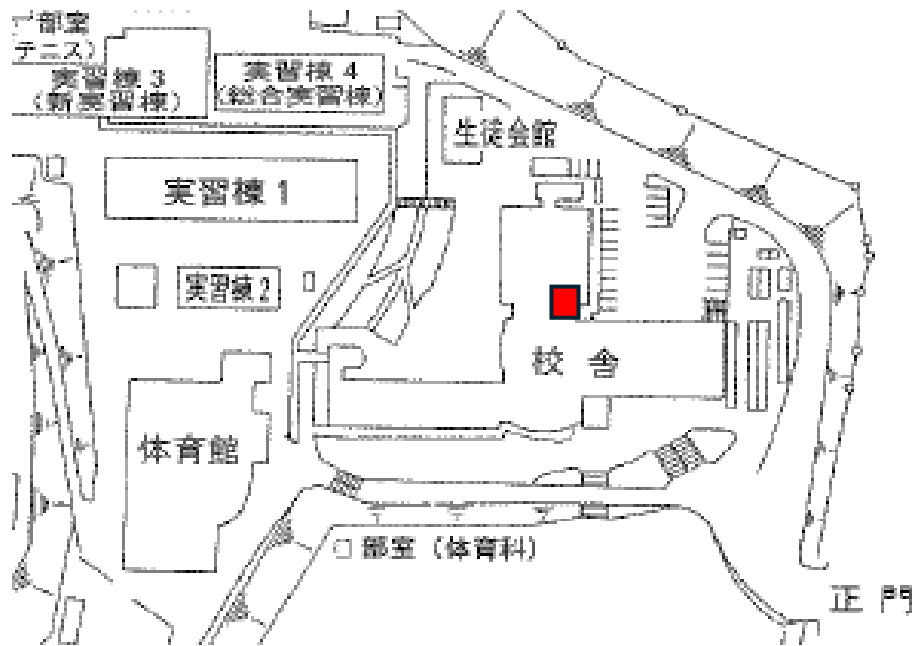 部室
テニス)
実習棟3
(新実習棟)
実習棟4
(総合実習棟)
生徒会館
実習棟1
実習棟2
校舎
体育館
部室(体育科)
正門